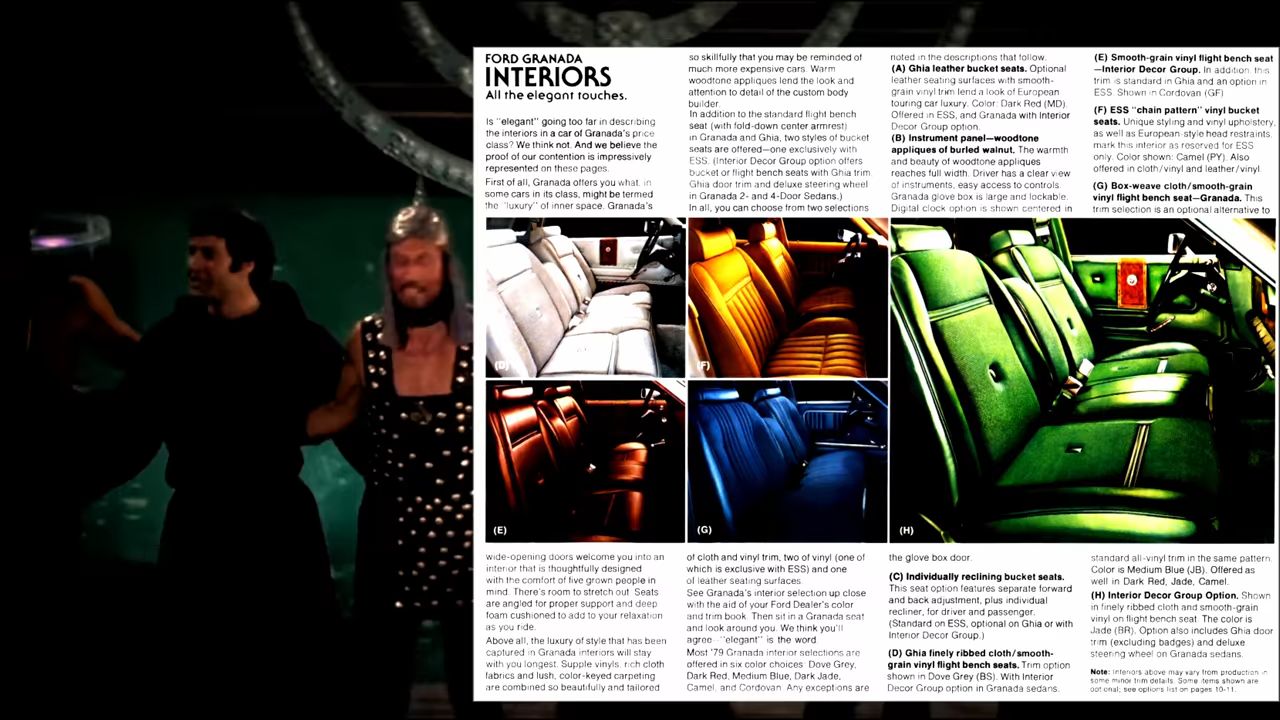 FORD GRANADA
INTERIORS
All the elegant touches.
Is "elegant" going too far in describing
the interiors in a car of Granada's price
class? We think not. And we believe the
proof of our contention is impressively
represented on these pages.
First of all, Granada offers you what, in
some cars in its class, might be termed
the "luxury" of inner space. Granada's
wide-opening doors welcome you into an
interior that is thoughtfully designed
with the comfort of five grown people in
mind. There's room to stretch out. Seats
are angled for proper support and deep
foam cushioned to add to your relaxation
as you ride.
Above all, the luxury of style that has been
captured in Granada interiors will stay
with you longest. Supple vinyls, rich cloth
fabrics and lush, color-keyed carpeting
are combined so beautifully and tailored
so skillfully that you may be reminded of
much more expensive cars. Warm
woodtone appliques lend the look and
attention to detail of the custom body
builder.
In addition to the standard flight bench
seat (with fold-down center armrest)
in Granada and Ghia, two styles of bucket
seats are offered—one exclusively with
ESS. (Interior Decor Group option offers
bucket or flight bench seats with Ghia trim.
Ghia door trim and deluxe steering wheel
in Granada 2- and 4-Door Sedans.)
In all, you can choose from two selections
of cloth and vinyl trim, two of vinyl (one of
which is exclusive with ESS) and one
of leather seating surfaces.
See Granada's interior selection up close
with the aid of your Ford Dealer's color
and trim book. Then sit in a Granada seat
and look around you. We think you'll
agree—"elegant" is the word.
Most '79 Granada interior selections are
offered in six color choices: Dove Grey,
Dark Red, Medium Blue, Dark Jade,
Camel, and Cordovan. Any exceptions are
noted in the descriptions that follow.
(A) Ghia leather bucket seats. Optional
leather seating surfaces with smooth-
grain vinyl trim lend a look of European
touring car luxury. Color: Dark Red (MD).
Offered in ESS, and Granada with Interior
Decor Group option.
(B) Instrument panel—woodtone
appliques of burled walnut. The warmth
and beauty of woodtone appliques
reaches full width. Driver has a clear view
of instruments, easy access to controls.
Granada glove box is large and lockable.
Digital clock option is shown centered in
the glove box door.
(C) Individually reclining bucket seats.
This seat option features separate forward
and back adjustment, plus individual
recliner, for driver and passenger.
(Standard on ESS, optional on Ghia or with
Interior Decor Group.)
(D) Ghia finely ribbed cloth/smooth-
grain vinyl flight bench seats. Trim option
shown in Dove Grey (BS). With Interior
Decor Group option in Granada sedans.
(E) Smooth-grain vinyl flight bench seat
—Interior Decor Group. In addition, this
trim is standard in Ghia and an option in
ESS. Shown in Cordovan (GF)
(F) ESS "chain pattern" vinyl bucket
seats. Unique styling and vinyl upholstery,
as well as European-style head restraints,
mark this interior as reserved for ESS
only. Color shown: Camel (PY). Also
offered in cloth/vinyl and leather/vinyl.
(G) Box-weave cloth/smooth-grain
vinyl flight bench seat—Granada. This
trim selection is an optional alternative to
standard all-vinyl trim in the same pattern.
Color is Medium Blue (JB). Offered as
well in Dark Red, Jade, Camel.
(H) Interior Decor Group Option. Shown
in finely ribbed cloth and smooth-grain
vinyl on flight bench seat. The color is
Jade (BR). Option also includes Ghia door
trim (excluding badges) and deluxe
steering wheel on Granada sedans.
Note: Interiors above may vary from production in
some minor trim details. Some items shown are
optional; see options list on pages 10-11.
(D)
(F)
(E)
(G)
(H)